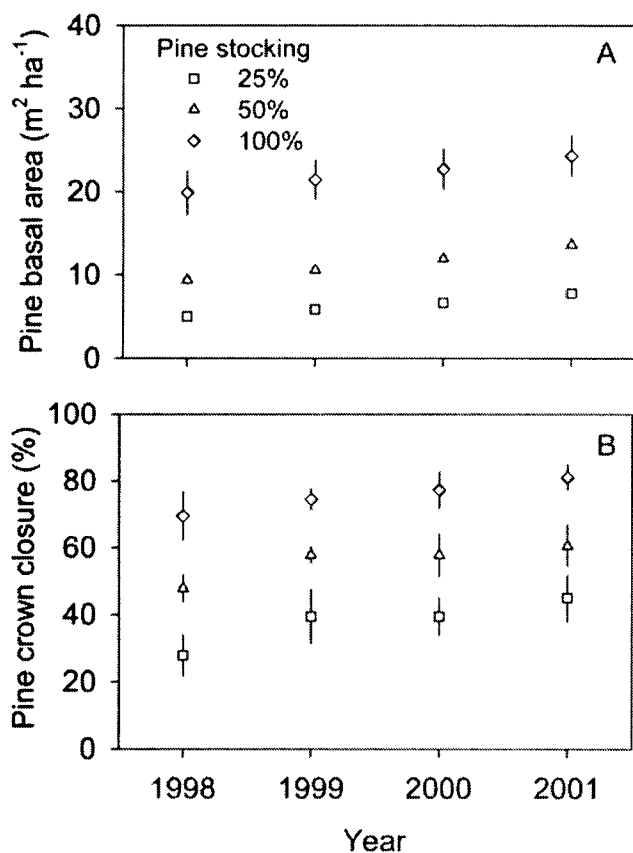 Pine basal area (m² ha⁻¹)
40
30
20
10
0
Pine stocking
25%
50%
100%
A
Pine crown closure (%)
100
80
60
40
20
0
B
1998 1999 2000 2001
Year